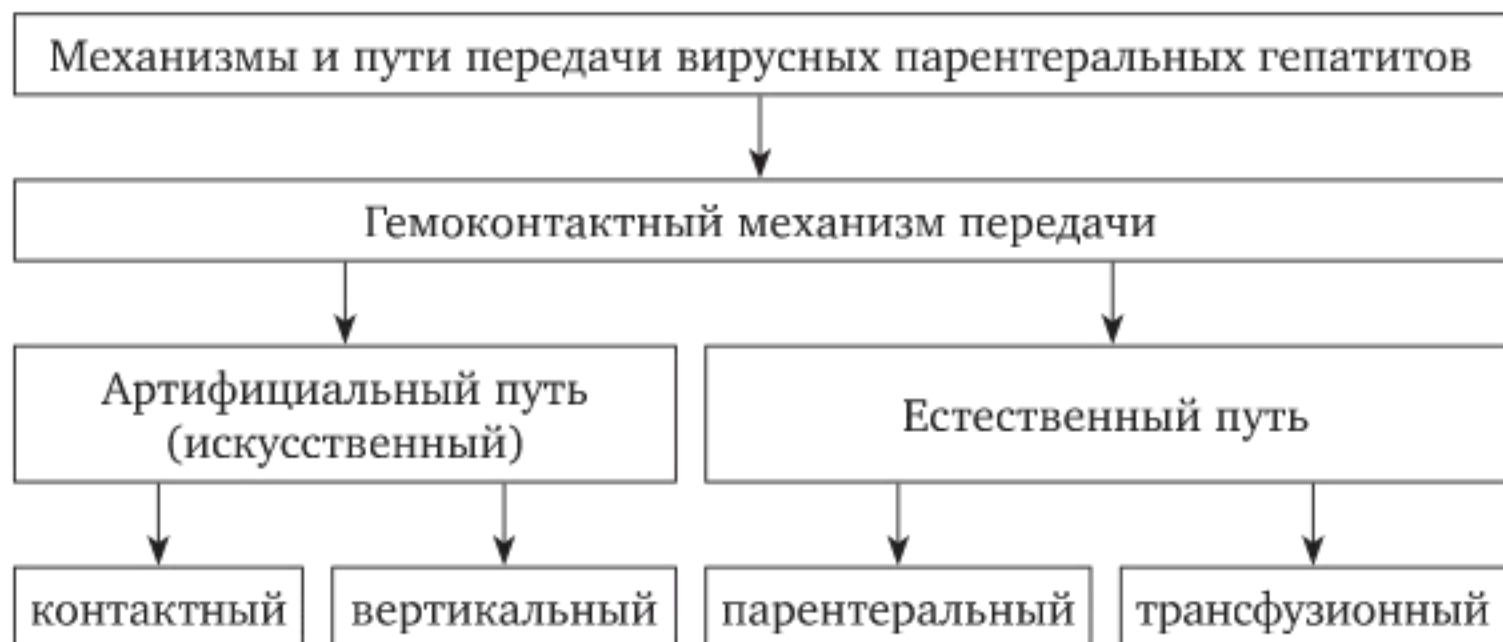 Механизмы и пути передачи вирусных парентеральных гепатитов
Гемоконтактный механизм передачи
Артифициальный путь
(искусственный)
Естественный путь
контактный
вертикальный
парентеральный
трансфузионный